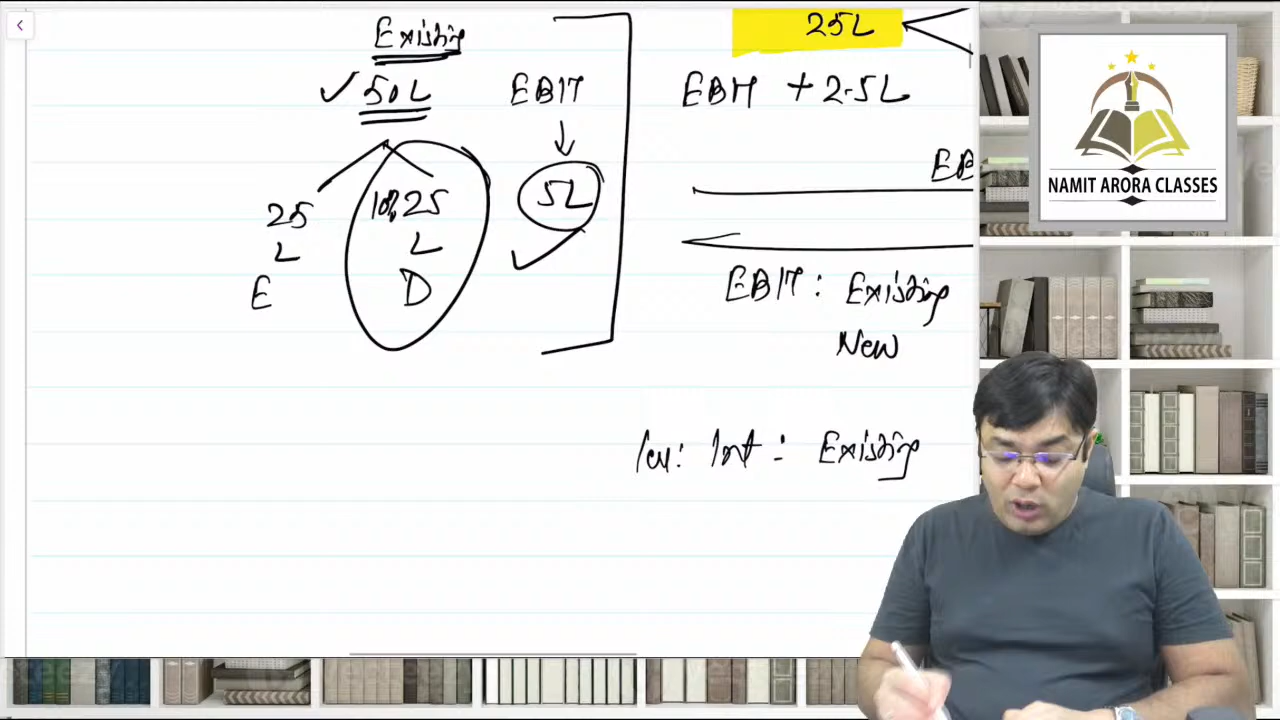 Existing
✓ 50L
EBIT
25 L E
10% 25 L D
5L
25L
EBIT + 2.5L
EB
EBIT : Existing
New
Les: Int : Existing
NAMIT ARORA CLASSES